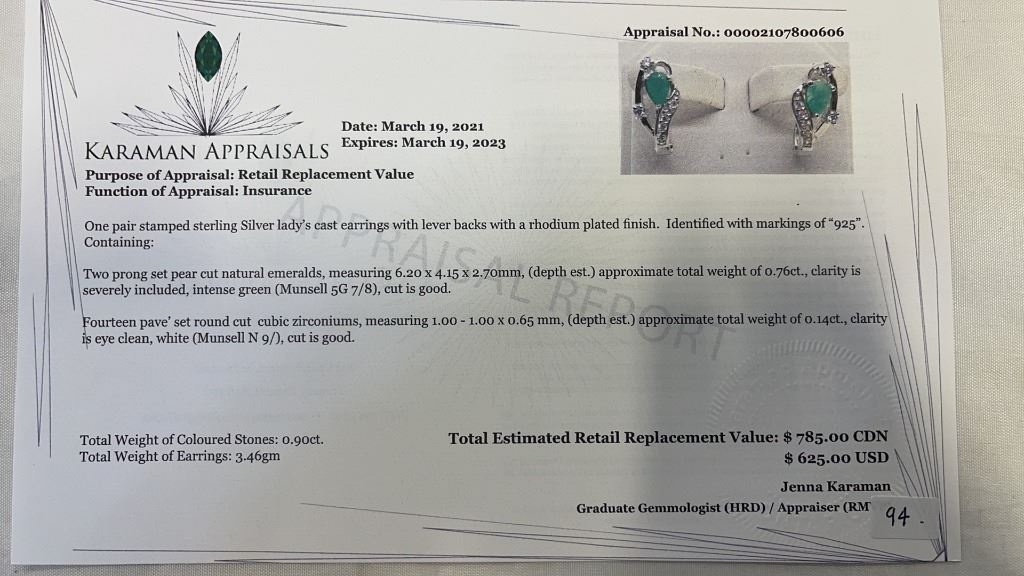 Appraisal No.: 00002107800606
KARAMAN APPRAISALS
Date: March 19, 2021
Expires: March 19, 2023
Purpose of Appraisal: Retail Replacement Value
Function of Appraisal: Insurance
One pair stamped sterling Silver lady's cast earrings with lever backs with a rhodium plated finish. Identified with markings of "925".
Containing:
Two prong set pear cut natural emeralds, measuring 6.20 x 4.15 x 2.70mm, (depth est.) approximate total weight of 0.76ct., clarity is
severely included, intense green (Munsell 5G 7/8), cut is good.
Fourteen pave' set round cut cubic zirconiums, measuring 1.00 - 1.00 x 0.65 mm, (depth est.) approximate total weight of 0.14ct., clarity
is eye clean, white (Munsell N 9/), cut is good.
APPRAISAL REPORT
Total Weight of Coloured Stones: 0.90ct.
Total Weight of Earrings: 3.46gm
Total Estimated Retail Replacement Value: $ 785.00 CDN
$ 625.00 USD
Jenna Karaman
Graduate Gemmologist (HRD) / Appraiser (RM
94.